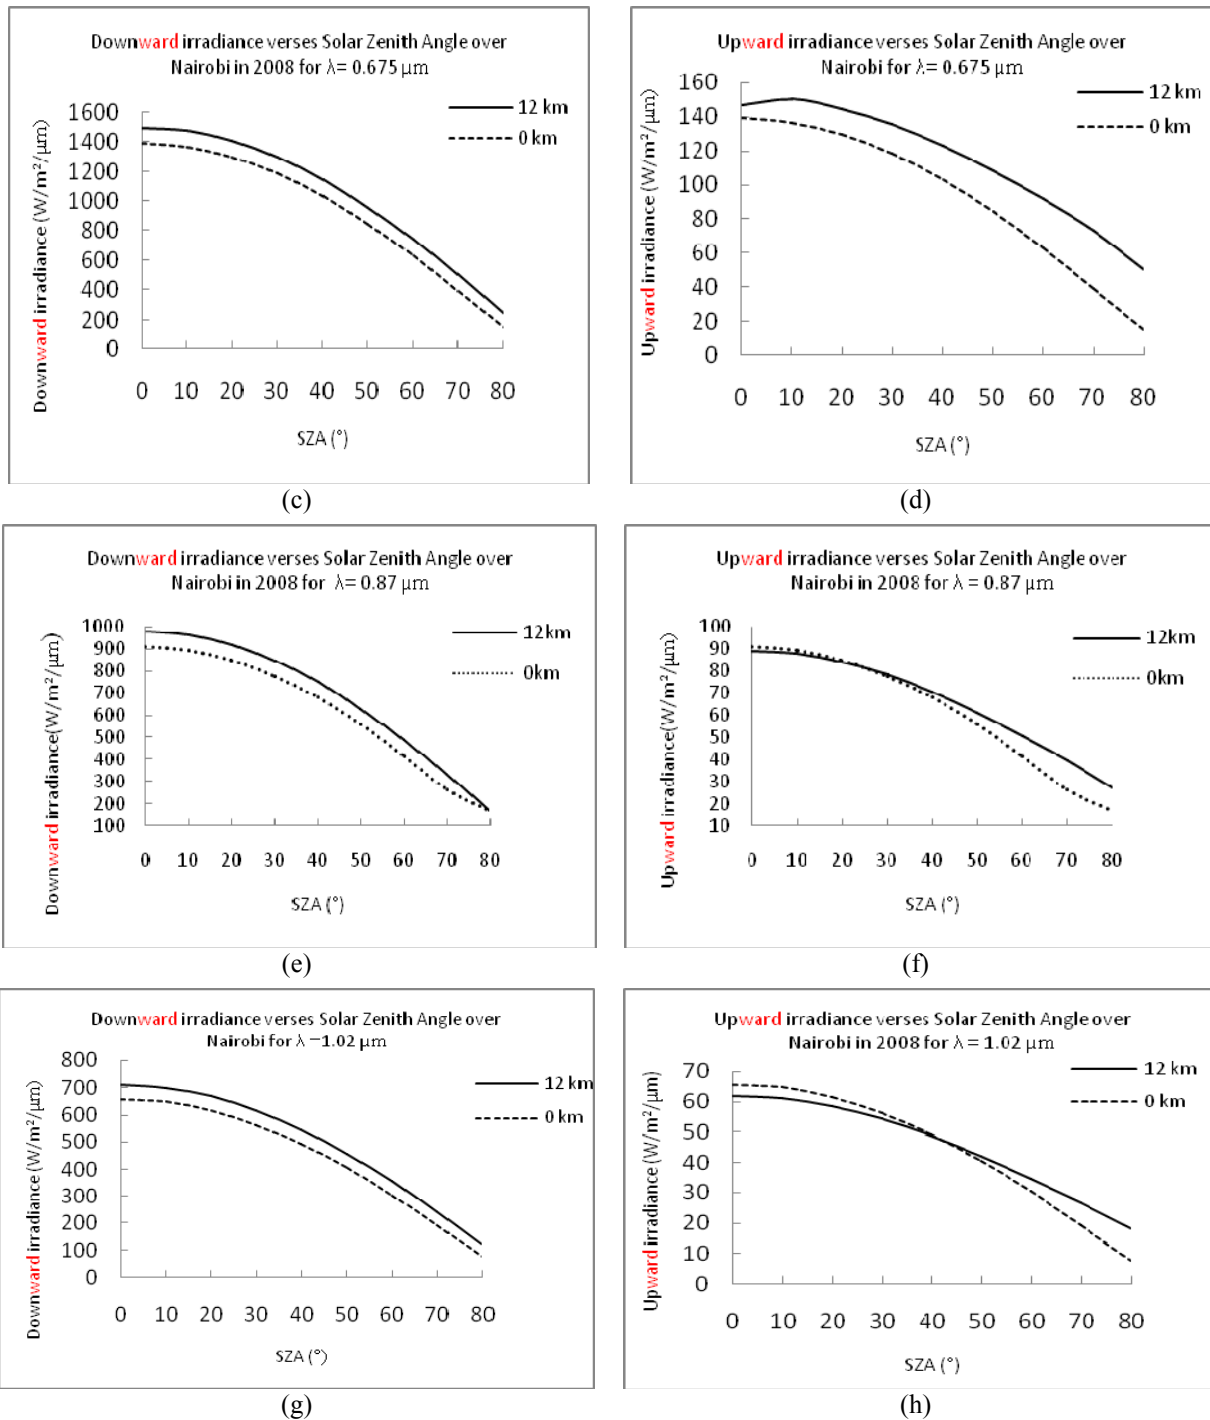 Downward irradiance verses Solar Zenith Angle over
Nairobi in 2008 for λ= 0.675 μm
12 km
0 km
Downward irradiance (W/m²/μm)
1600
1400
1200
1000
800
600
400
200
0
0 10 20 30 40 50 60 70 80
SZA (°)
(c)
Upward irradiance verses Solar Zenith Angle over
Nairobi for λ= 0.675 μm
12 km
0 km
Upward irradiance (W/m²/μm)
160
140
120
100
80
60
40
20
0
0 10 20 30 40 50 60 70 80
SZA (°)
(d)
Downward irradiance verses Solar Zenith Angle over
Nairobi in 2008 for λ= 0.87 μm
12km
0km
Downward irradiance(W/m²/μm)
1000
900
800
700
600
500
400
300
200
100
0 10 20 30 40 50 60 70 80
SZA (°)
(e)
Upward irradiance verses Solar Zenith Angle over
Nairobi in 2008 for λ= 0.87 μm
12km
0km
Upward irradiance(W/m²/μm)
100
90
80
70
60
50
40
30
20
10
0 10 20 30 40 50 60 70 80
SZA (°)
(f)
Downward irradiance verses Solar Zenith Angle over
Nairobi for λ =1.02 μm
12 km
0 km
Downward irradiance (W/m²/μm)
800
700
600
500
400
300
200
100
0
0 10 20 30 40 50 60 70 80
SZA (°)
(g)
Upward irradiance verses Solar Zenith Angle over
Nairobi in 2008 for λ = 1.02 μm
12 km
0 km
Upward irradiance (W/m²/μm)
70
60
50
40
30
20
10
0
0 10 20 30 40 50 60 70 80
SZA (°)
(h)